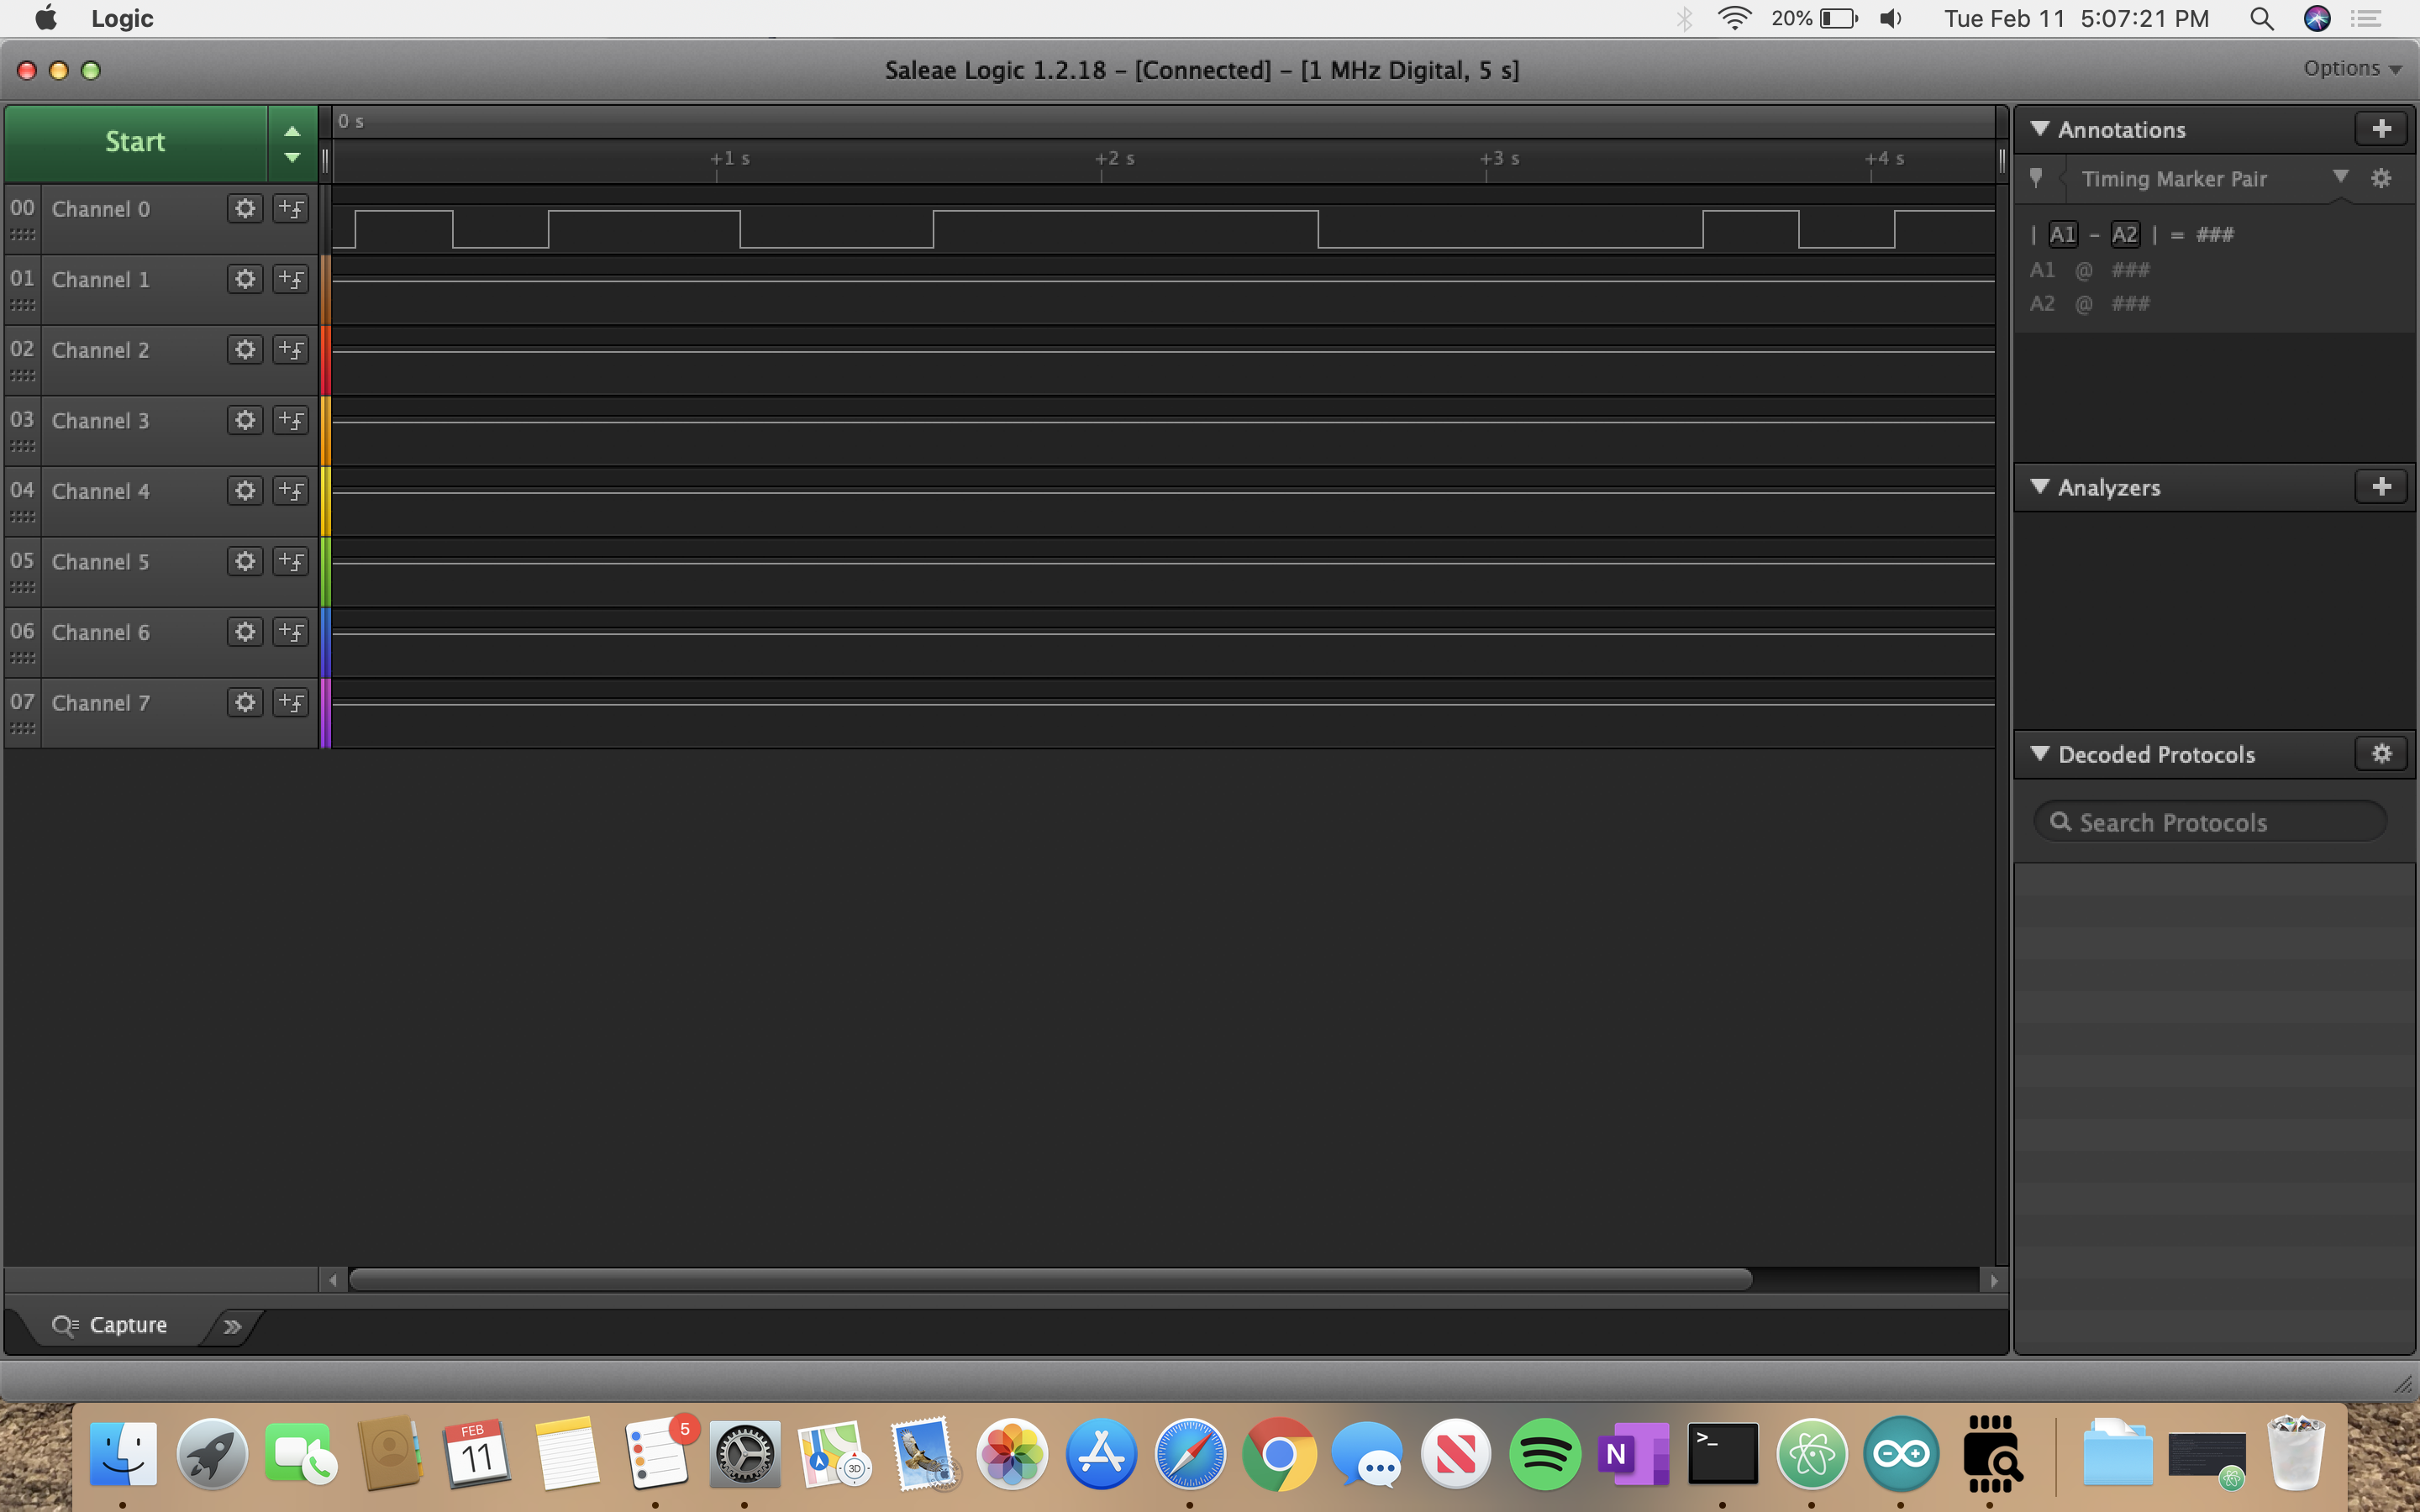 Logic
20%
Tue Feb 11 5:07:21 PM
Saleae Logic 1.2.18 – [Connected] – [1 MHz Digital, 5 s]
Options
Start
0 s
+1 s +2 s +3 s +4 s
00 Channel 0
01 Channel 1
02 Channel 2
03 Channel 3
04 Channel 4
05 Channel 5
06 Channel 6
07 Channel 7
Annotations
Timing Marker Pair
| A1 - A2 | = ###
A1 @ ###
A2 @ ###
Analyzers
Decoded Protocols
Search Protocols
Capture
FEB
11
5
3D
N
>_